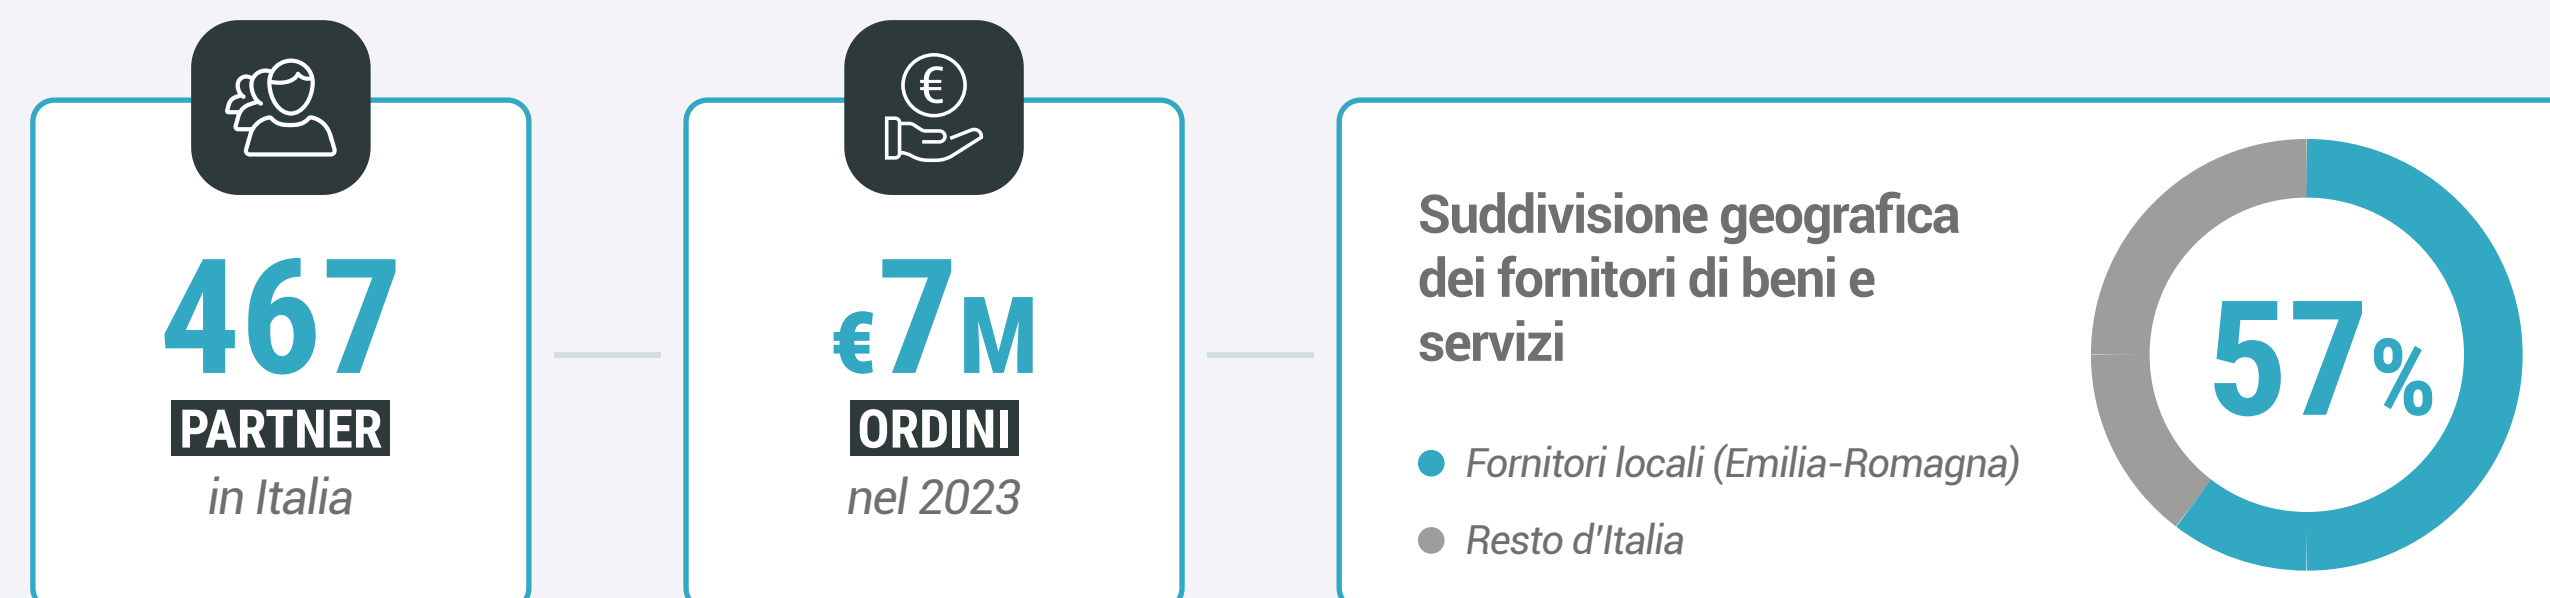 €
467
PARTNER
in Italia
€7M
ORDINI
nel 2023
Suddivisione geografica
dei fornitori di beni e
servizi
Fornitori locali (Emilia-Romagna)
Resto d'Italia
57%